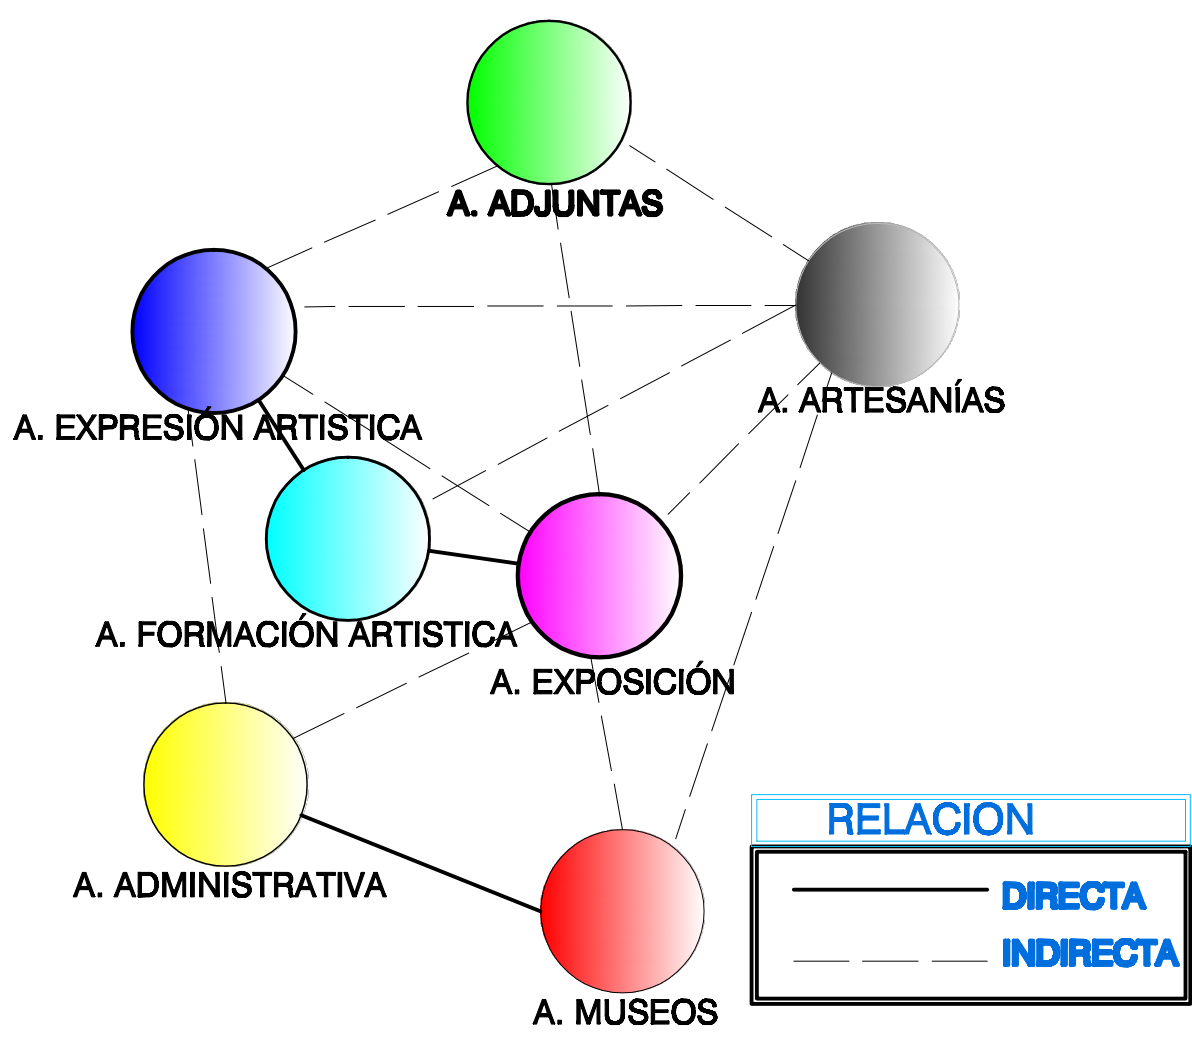 A. ADJUNTAS
A. ARTESANÍAS
A. EXPRESIÓN ARTISTICA
A. FORMACIÓN ARTISTICA
A. EXPOSICIÓN
A. ADMINISTRATIVA
A. MUSEOS
RELACION
DIRECTA
INDIRECTA